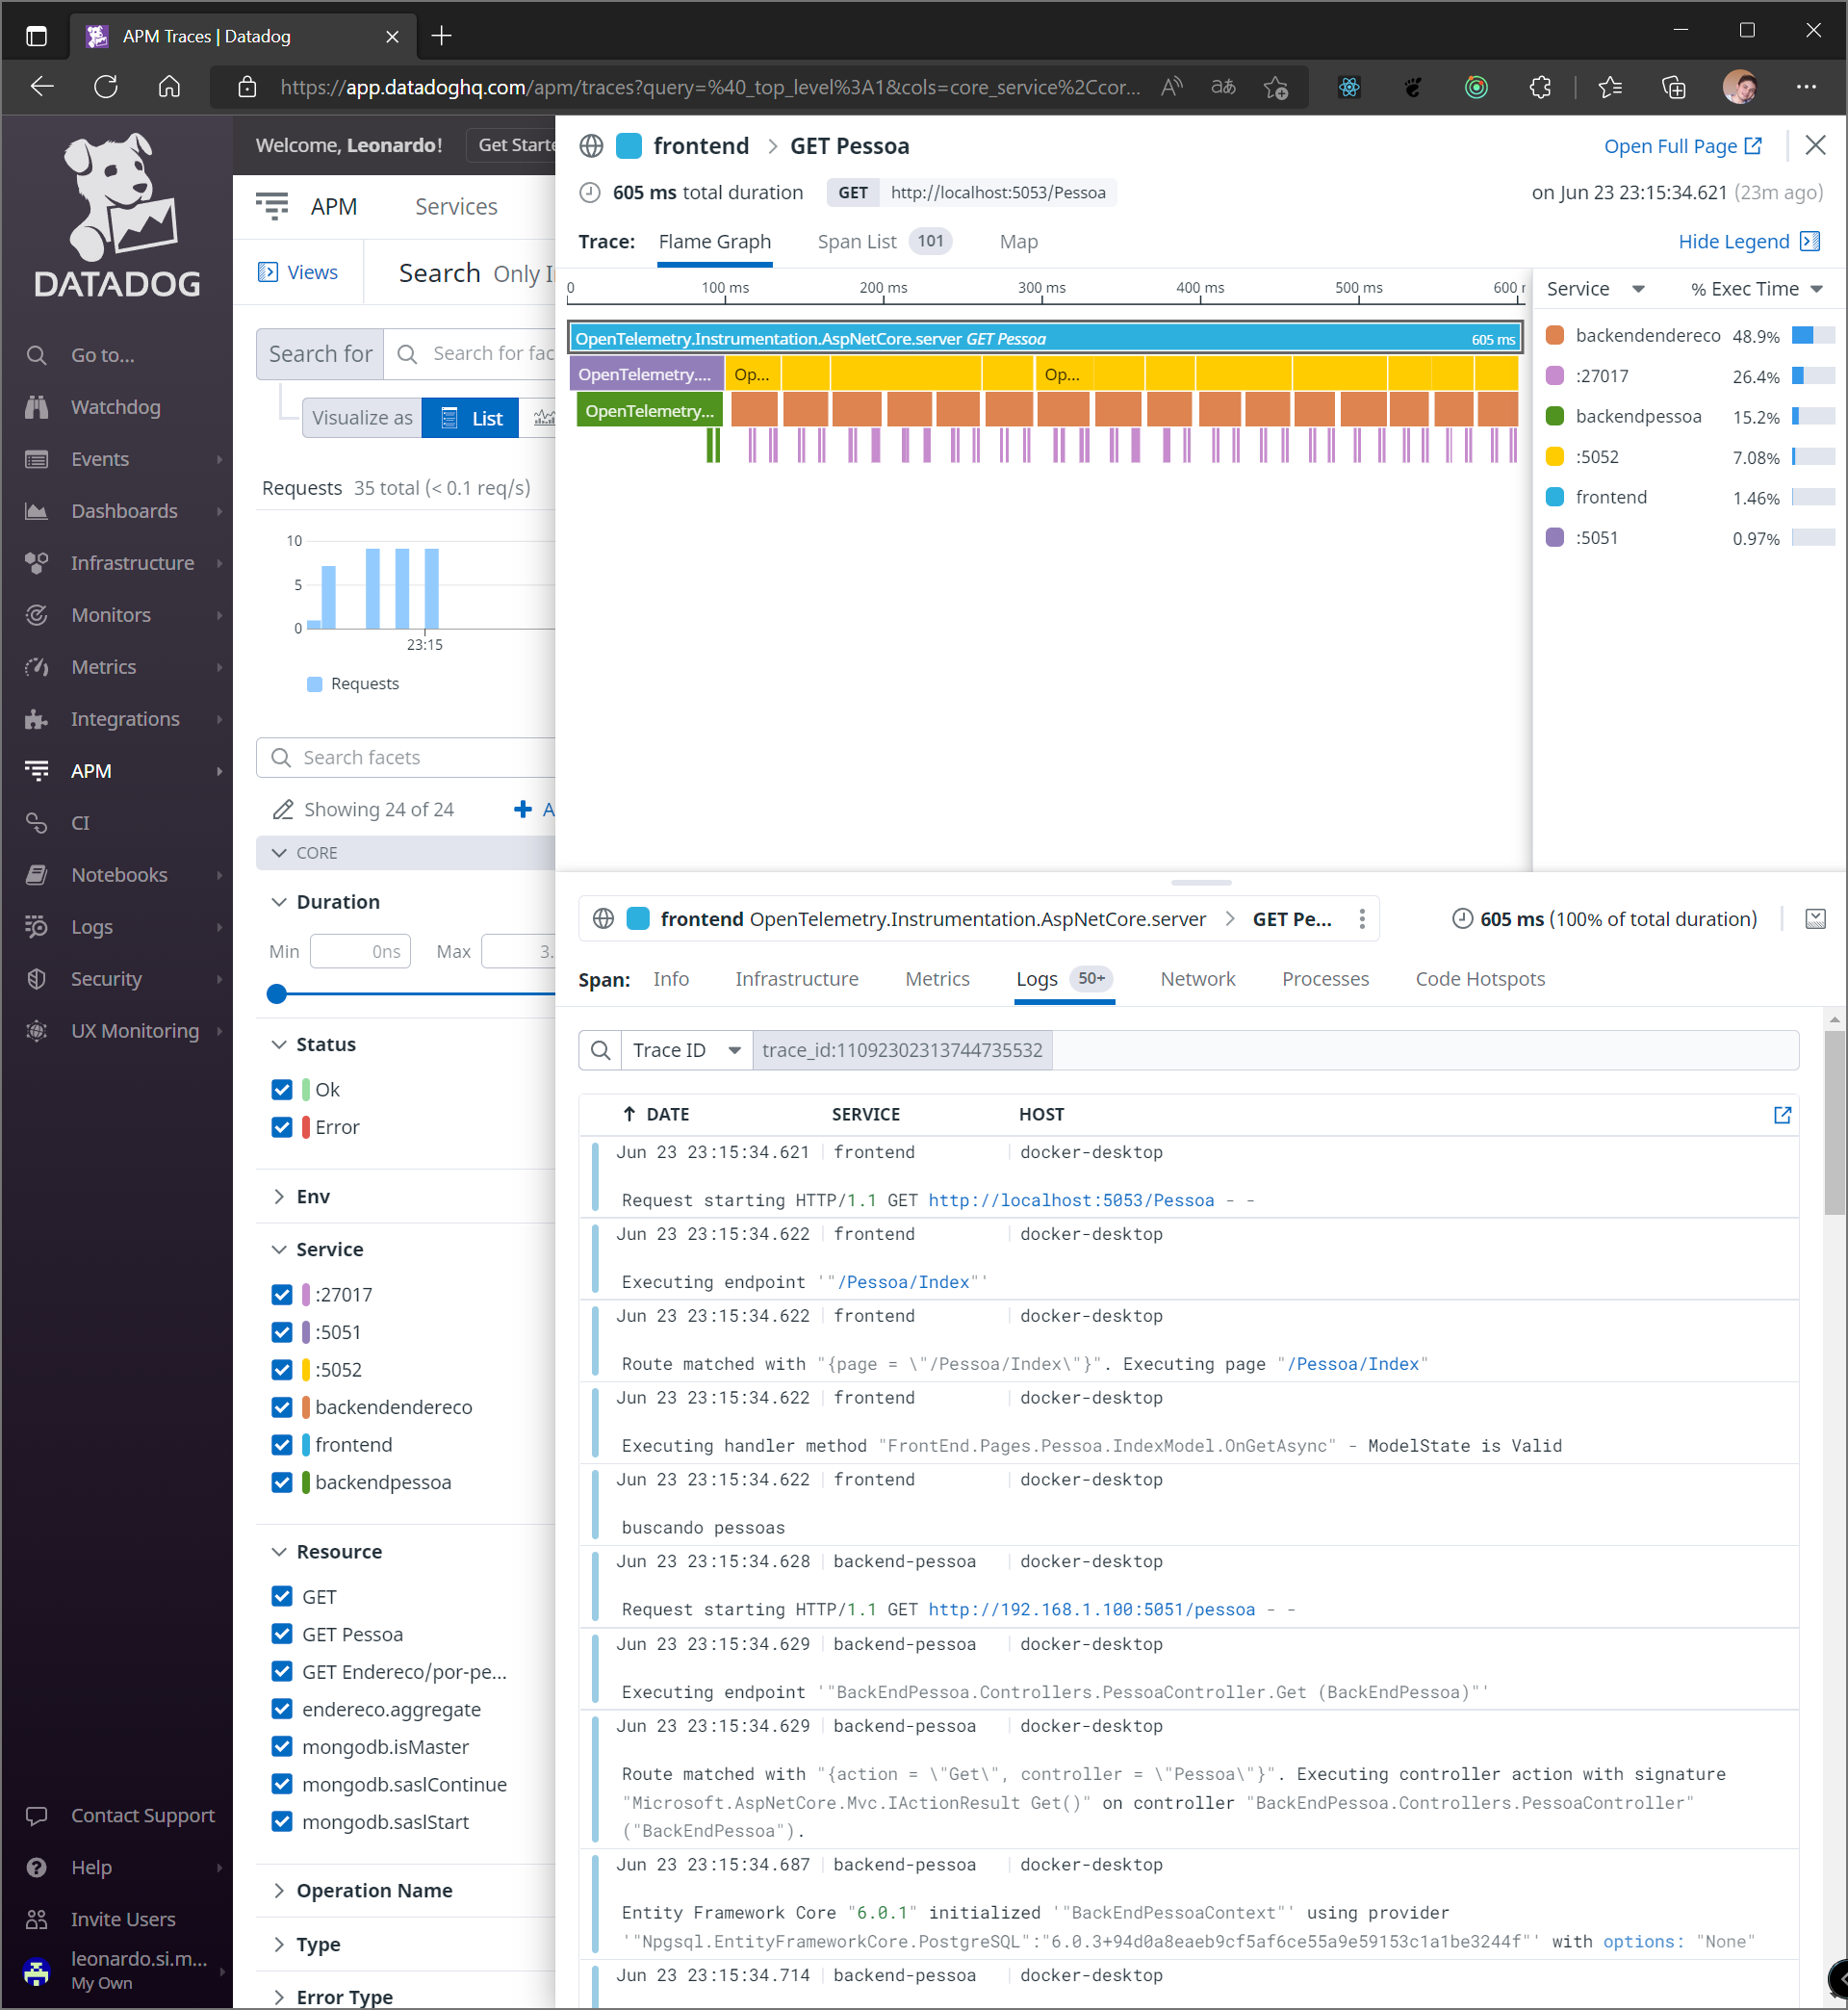 APM Traces | Datadog
https://app.datadoghq.com/apm/traces?query=%40_top_level%3A1&cols=core_service%2Ccor...
DATADOG
Go to...
Watchdog
Events
Dashboards
Infrastructure
Monitors
Metrics
Integrations
APM
CI
Notebooks
Logs
Security
UX Monitoring
Contact Support
Help
Invite Users
leonardo.si.m...
My Own
Welcome, Leonardo!
Get Starte
APM
Services
Views
Search Only I
Search for
Search for fac
Visualize as
List
Requests 35 total (< 0.1 req/s)
10
5
0
23:15
Requests
Search facets
Showing 24 of 24
A
CORE
Duration
Min 0ns Max 3.
Status
Ok
Error
Env
Service
:27017
:5051
:5052
backendendereco
frontend
backendpessoa
Resource
GET
GET Pessoa
GET Endereco/por-pe...
endereco.aggregate
mongodb.isMaster
mongodb.saslContinue
mongodb.saslStart
Operation Name
Type
Error Type
frontend > GET Pessoa
Open Full Page
605 ms total duration
GET http://localhost:5053/Pessoa
on Jun 23 23:15:34.621 (23m ago)
Trace:
Flame Graph
Span List 101
Map
Hide Legend
0 100 ms 200 ms 300 ms 400 ms 500 ms 600 r
OpenTelemetry.Instrumentation.AspNetCore.server GET Pessoa 605 ms
OpenTelemetry.... Op... Op...
OpenTelemetry...
Service % Exec Time
backendendereco 48.9%
:27017 26.4%
backendpessoa 15.2%
:5052 7.08%
frontend 1.46%
:5051 0.97%
frontend OpenTelemetry.Instrumentation.AspNetCore.server > GET Pe...
605 ms (100% of total duration)
Span: Info Infrastructure Metrics Logs 50+ Network Processes Code Hotspots
Trace ID trace_id:11092302313744735532
DATE SERVICE HOST
Jun 23 23:15:34.621 frontend docker-desktop
Request starting HTTP/1.1 GET http://localhost:5053/Pessoa - -
Jun 23 23:15:34.622 frontend docker-desktop
Executing endpoint '"/Pessoa/Index"'
Jun 23 23:15:34.622 frontend docker-desktop
Route matched with "{page = \"/Pessoa/Index\"}". Executing page "/Pessoa/Index"
Jun 23 23:15:34.622 frontend docker-desktop
Executing handler method "FrontEnd.Pages.Pessoa.IndexModel.OnGetAsync" - ModelState is Valid
Jun 23 23:15:34.622 frontend docker-desktop
buscando pessoas
Jun 23 23:15:34.628 backend-pessoa docker-desktop
Request starting HTTP/1.1 GET http://192.168.1.100:5051/pessoa - -
Jun 23 23:15:34.629 backend-pessoa docker-desktop
Executing endpoint '"BackEndPessoa.Controllers.PessoaController.Get (BackEndPessoa)"'
Jun 23 23:15:34.629 backend-pessoa docker-desktop
Route matched with "{action = \"Get\", controller = \"Pessoa\"}". Executing controller action with signature
"Microsoft.AspNetCore.Mvc.IActionResult Get()" on controller "BackEndPessoa.Controllers.PessoaController"
("BackEndPessoa").
Jun 23 23:15:34.687 backend-pessoa docker-desktop
Entity Framework Core "6.0.1" initialized '"BackEndPessoaContext"' using provider
'"Npgsql.EntityFrameworkCore.PostgreSQL":"6.0.3+94d0a8eaeb9cf5af6ce55a9e59153c1a1be3244f"' with options: "None"
Jun 23 23:15:34.714 backend-pessoa docker-desktop